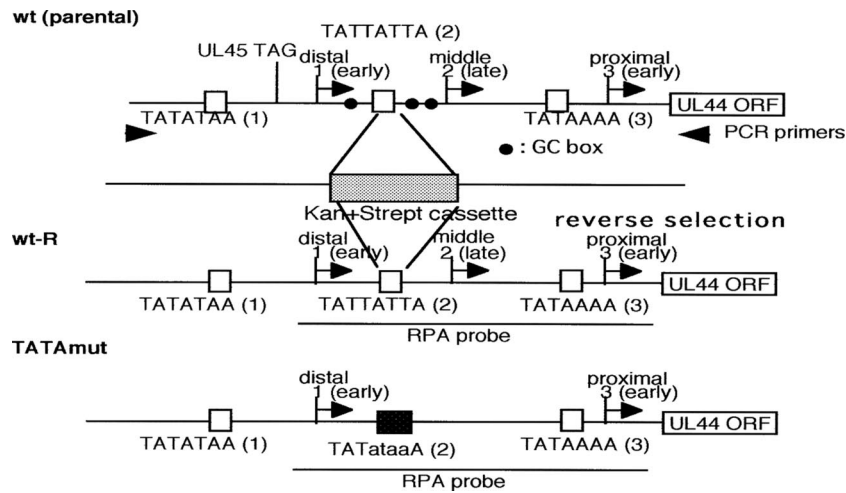 wt (parental)
TATTATTA (2)
UL45 TAG
distal
1 (early)
middle
2 (late)
proximal
3 (early)
TATATAA (1)
TATAAAA (3)
UL44 ORF
PCR primers
: GC box
Kan+Strept cassette
reverse selection
wt-R
distal
1 (early)
middle
2 (late)
proximal
3 (early)
TATATAA (1)
TATTATTA (2)
TATAAAA (3)
UL44 ORF
RPA probe
TATAmut
distal
1 (early)
proximal
3 (early)
TATATAA (1)
TATataaA (2)
TATAAAA (3)
UL44 ORF
RPA probe